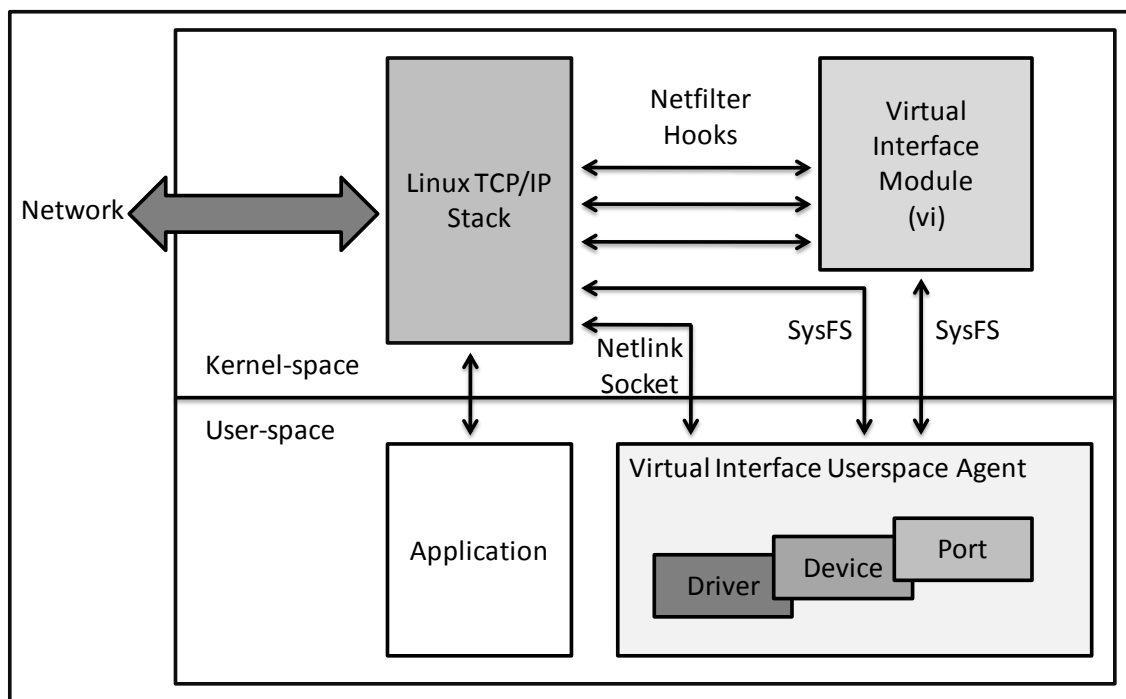 Netfilter
Hooks
Virtual
Interface
Module
(vi)
Linux TCP/IP
Stack
Network
SysFS
SysFS
Netlink
Socket
Kernel-space
User-space
Virtual Interface Userspace Agent
Application
Port
Device
Driver